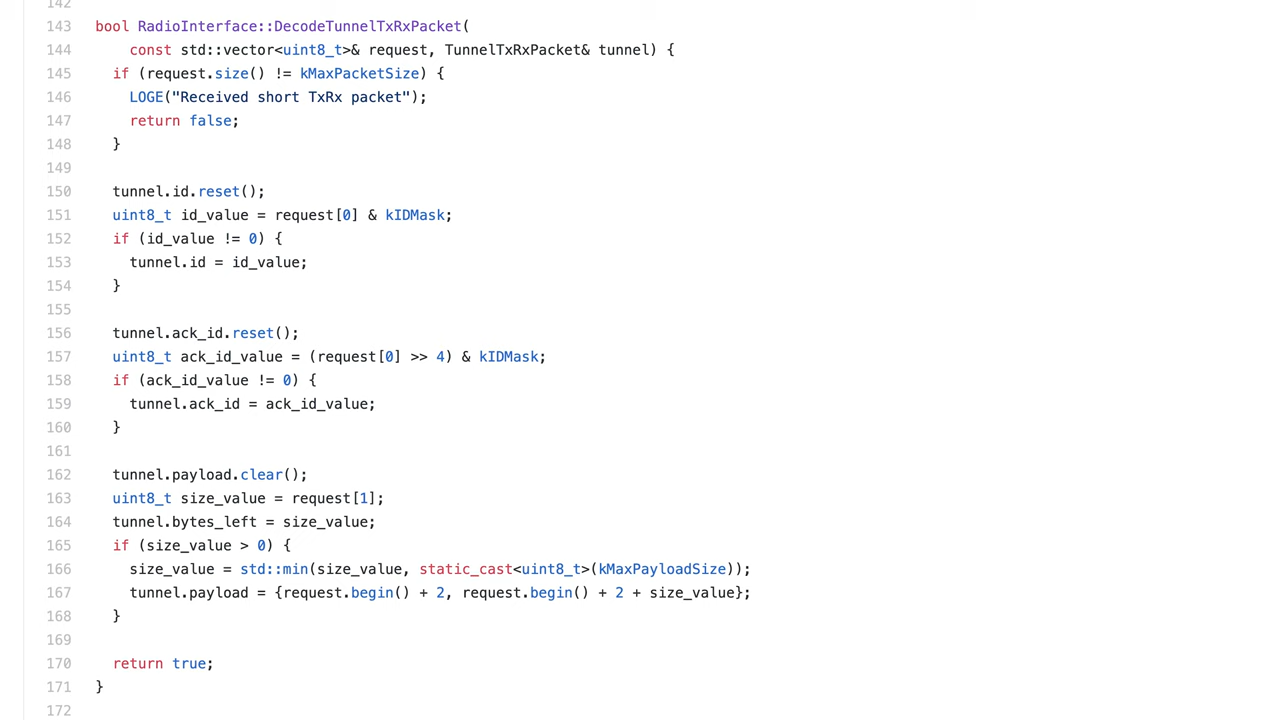 142
143 bool RadioInterface::DecodeTunnelTxRxPacket(
144     const std::vector<uint8_t>& request, TunnelTxRxPacket& tunnel) {
145   if (request.size() != kMaxPacketSize) {
146     LOGE("Received short TxRx packet");
147     return false;
148   }
149
150   tunnel.id.reset();
151   uint8_t id_value = request[0] & kIDMask;
152   if (id_value != 0) {
153     tunnel.id = id_value;
154   }
155
156   tunnel.ack_id.reset();
157   uint8_t ack_id_value = (request[0] >> 4) & kIDMask;
158   if (ack_id_value != 0) {
159     tunnel.ack_id = ack_id_value;
160   }
161
162   tunnel.payload.clear();
163   uint8_t size_value = request[1];
164   tunnel.bytes_left = size_value;
165   if (size_value > 0) {
166     size_value = std::min(size_value, static_cast<uint8_t>(kMaxPayloadSize));
167     tunnel.payload = {request.begin() + 2, request.begin() + 2 + size_value};
168   }
169
170   return true;
171 }
172